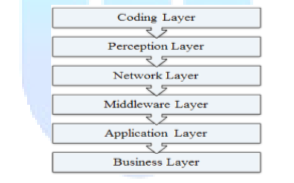 Coding Layer
Perception Layer
Network Layer
Middleware Layer
Application Layer
Business Layer